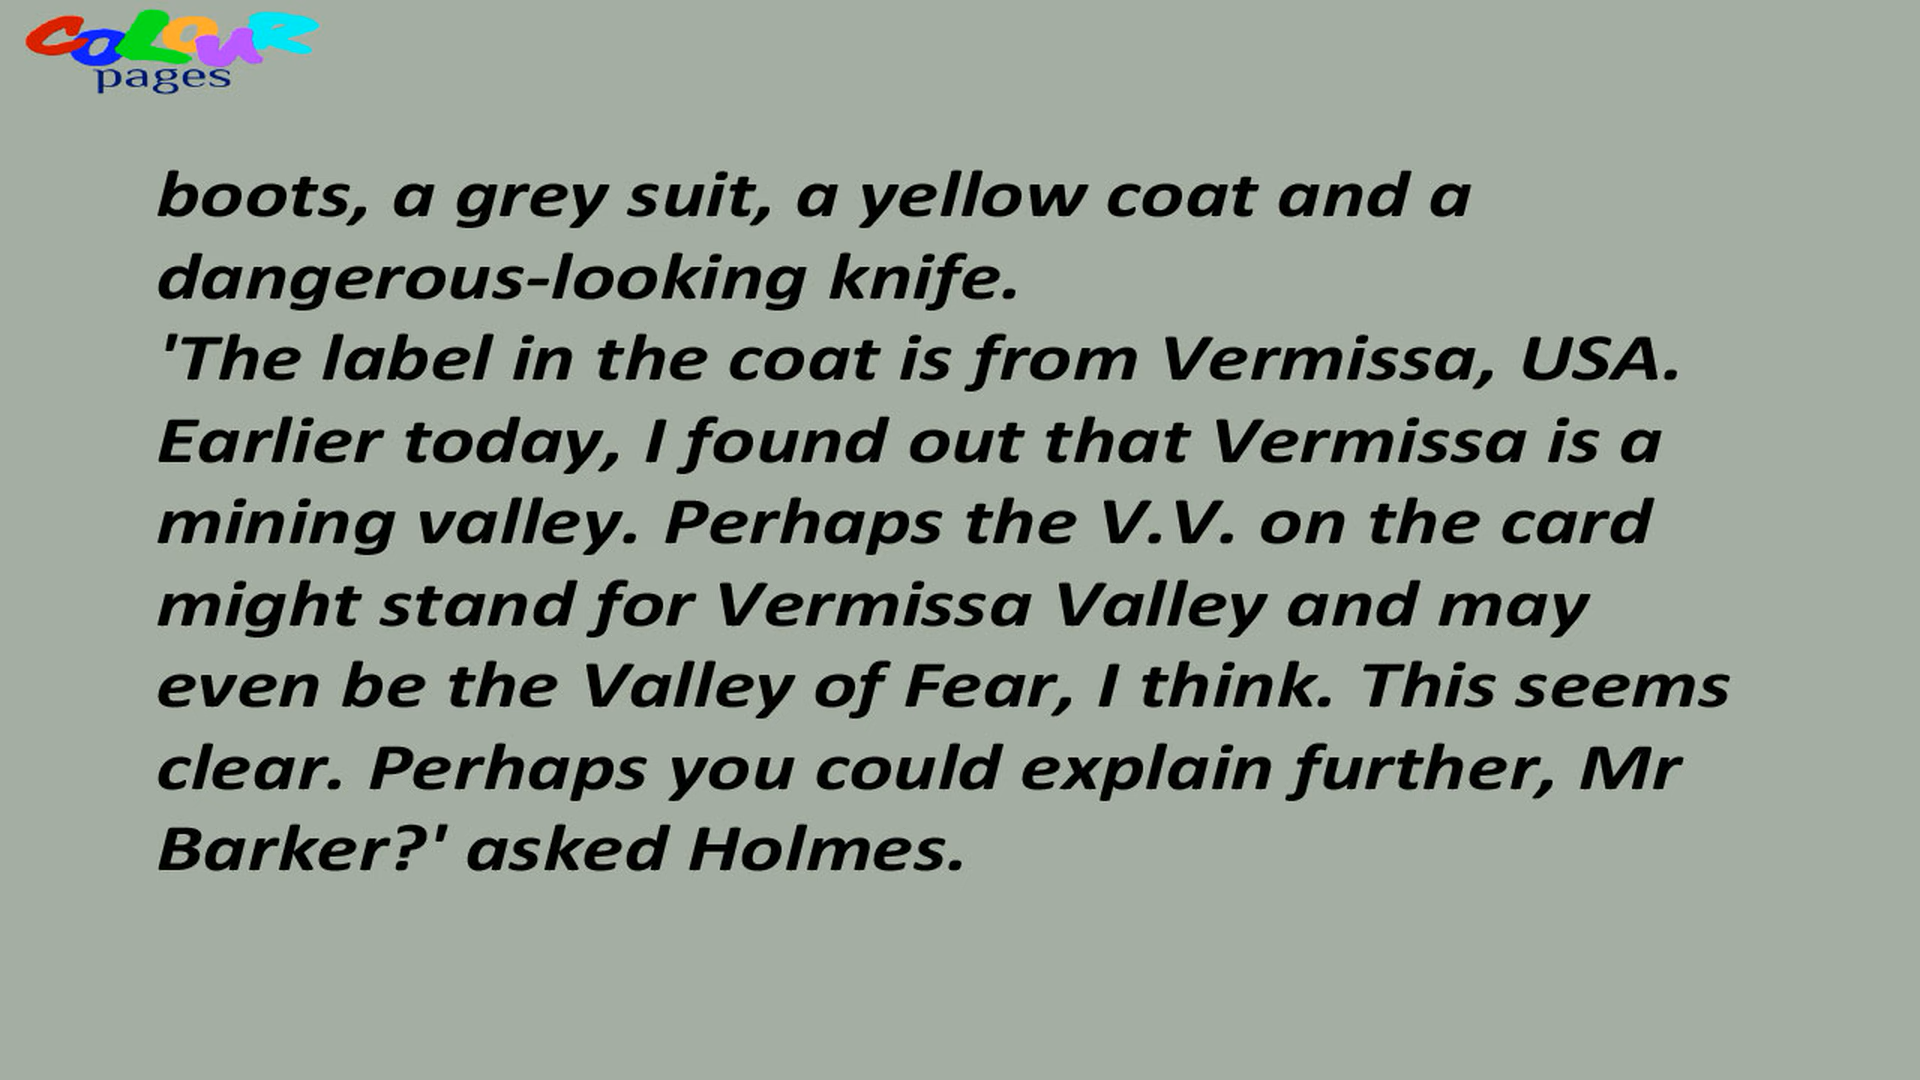 CoLouR
pages
boots, a grey suit, a yellow coat and a
dangerous-looking knife.
'The label in the coat is from Vermissa, USA.
Earlier today, I found out that Vermissa is a
mining valley. Perhaps the V.V. on the card
might stand for Vermissa Valley and may
even be the Valley of Fear, I think. This seems
clear. Perhaps you could explain further, Mr
Barker?' asked Holmes.